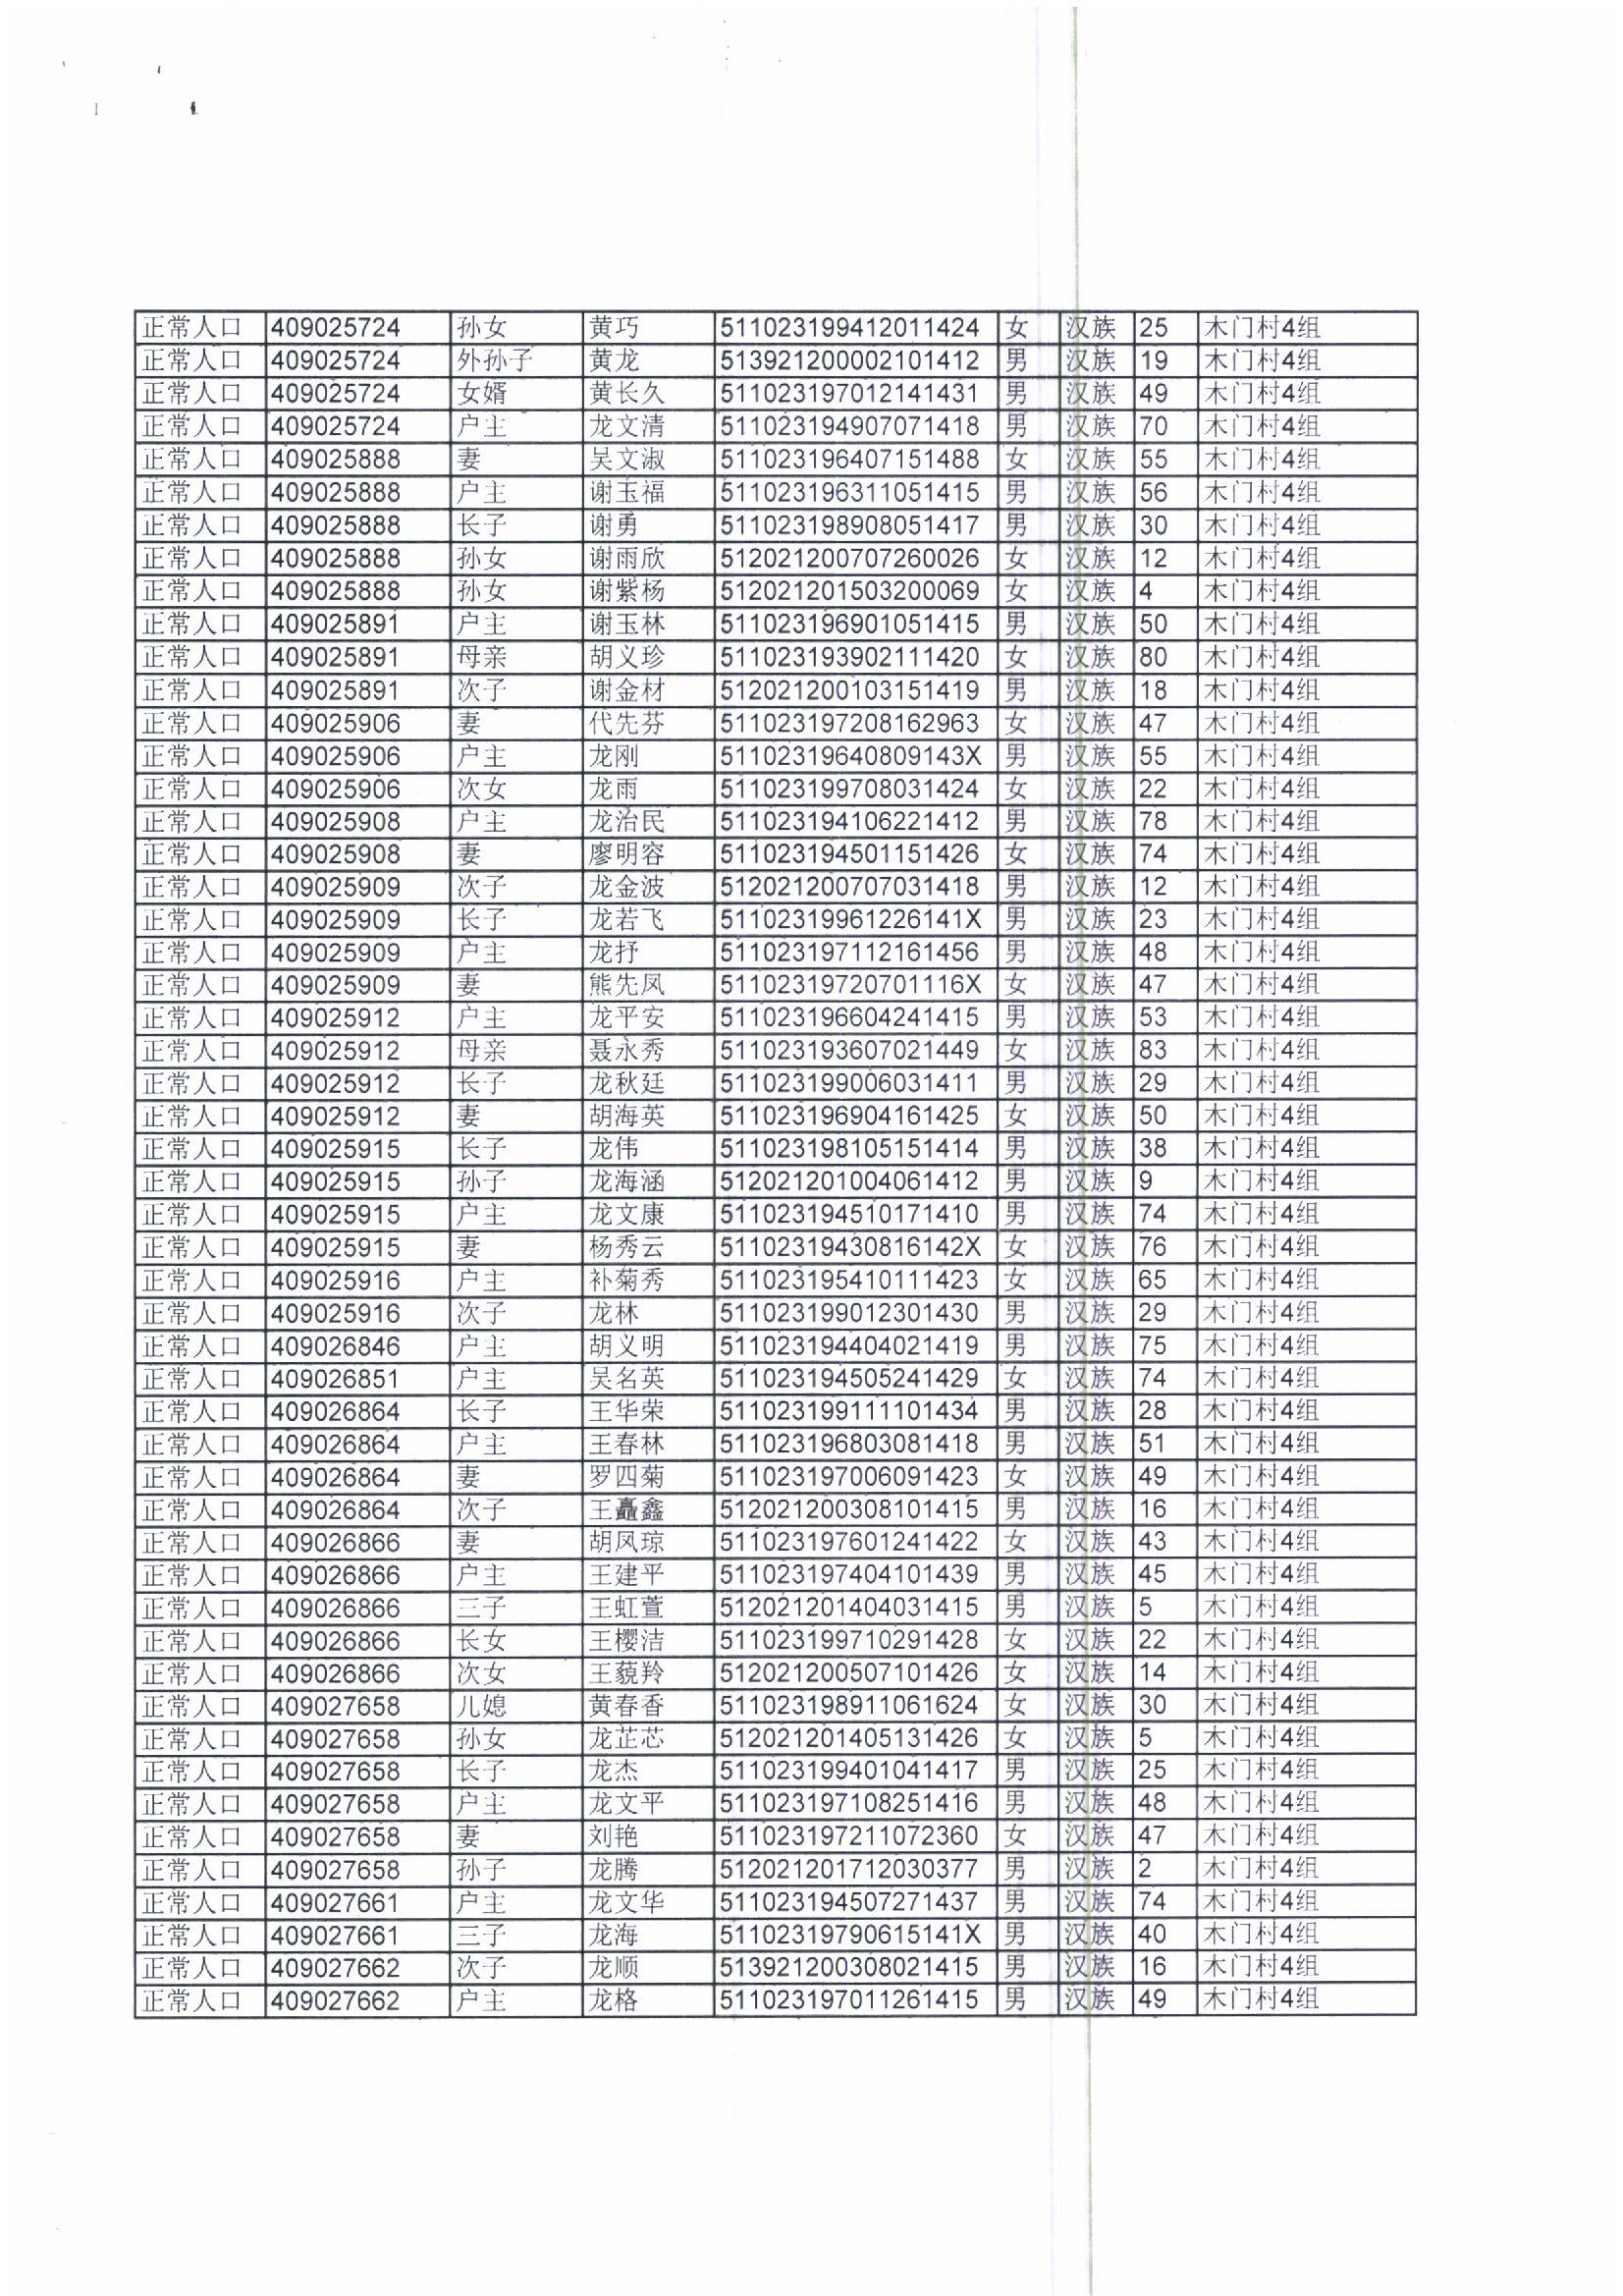 正常人口 409025724 孙女 黄巧 511023199412011424 女 汉族 25 木门村4组
正常人口 409025724 外孙子 黄龙 513921200002101412 男 汉族 19 木门村4组
正常人口 409025724 女婿 黄长久 511023197012141431 男 汉族 49 木门村4组
正常人口 409025724 户主 龙文清 511023194907071418 男 汉族 70 木门村4组
正常人口 409025888 妻 吴文淑 511023196407151488 女 汉族 55 木门村4组
正常人口 409025888 户主 谢玉福 511023196311051415 男 汉族 56 木门村4组
正常人口 409025888 长子 谢勇 511023198908051417 男 汉族 30 木门村4组
正常人口 409025888 孙女 谢雨欣 512021200707260026 女 汉族 12 木门村4组
正常人口 409025888 孙女 谢紫杨 512021201503200069 女 汉族 4 木门村4组
正常人口 409025891 户主 谢玉林 511023196901051415 男 汉族 50 木门村4组
正常人口 409025891 母亲 胡义珍 511023193902111420 女 汉族 80 木门村4组
正常人口 409025891 次子 谢金材 512021200103151419 男 汉族 18 木门村4组
正常人口 409025906 妻 代先芬 511023197208162963 女 汉族 47 木门村4组
正常人口 409025906 户主 龙刚 51102319640809143X 男 汉族 55 木门村4组
正常人口 409025906 次女 龙雨 511023199708031424 女 汉族 22 木门村4组
正常人口 409025908 户主 龙治民 511023194106221412 男 汉族 78 木门村4组
正常人口 409025908 妻 廖明容 511023194501151426 女 汉族 74 木门村4组
正常人口 409025909 次子 龙金波 512021200707031418 男 汉族 12 木门村4组
正常人口 409025909 长子 龙若飞 51102319961226141X 男 汉族 23 木门村4组
正常人口 409025909 户主 龙抒 511023197112161456 男 汉族 48 木门村4组
正常人口 409025909 妻 熊先凤 51102319720701116X 女 汉族 47 木门村4组
正常人口 409025912 户主 龙平安 511023196604241415 男 汉族 53 木门村4组
正常人口 409025912 母亲 聂永秀 511023193607021449 女 汉族 83 木门村4组
正常人口 409025912 长子 龙秋廷 511023199006031411 男 汉族 29 木门村4组
正常人口 409025912 妻 胡海英 511023196904161425 女 汉族 50 木门村4组
正常人口 409025915 长子 龙伟 511023198105151414 男 汉族 38 木门村4组
正常人口 409025915 孙子 龙海涵 512021201004061412 男 汉族 9 木门村4组
正常人口 409025915 户主 龙文康 511023194510171410 男 汉族 74 木门村4组
正常人口 409025915 妻 杨秀云 51102319430816142X 女 汉族 76 木门村4组
正常人口 409025916 户主 补菊秀 511023195410111423 女 汉族 65 木门村4组
正常人口 409025916 次子 龙林 511023199012301430 男 汉族 29 木门村4组
正常人口 409026846 户主 胡义明 511023194404021419 男 汉族 75 木门村4组
正常人口 409026851 户主 吴名英 511023194505241429 女 汉族 74 木门村4组
正常人口 409026864 长子 王华荣 511023199111101434 男 汉族 28 木门村4组
正常人口 409026864 户主 王春林 511023196803081418 男 汉族 51 木门村4组
正常人口 409026864 妻 罗四菊 511023197006091423 女 汉族 49 木门村4组
正常人口 409026864 次子 王矗鑫 512021200308101415 男 汉族 16 木门村4组
正常人口 409026866 妻 胡凤琼 511023197601241422 女 汉族 43 木门村4组
正常人口 409026866 户主 王建平 511023197404101439 男 汉族 45 木门村4组
正常人口 409026866 三子 王虹萱 512021201404031415 男 汉族 5 木门村4组
正常人口 409026866 长女 王樱洁 511023199710291428 女 汉族 22 木门村4组
正常人口 409026866 次女 王藐羚 512021200507101426 女 汉族 14 木门村4组
正常人口 409027658 儿媳 黄春香 511023198911061624 女 汉族 30 木门村4组
正常人口 409027658 孙女 龙芷芯 512021201405131426 女 汉族 5 木门村4组
正常人口 409027658 长子 龙杰 511023199401041417 男 汉族 25 木门村4组
正常人口 409027658 户主 龙文平 511023197108251416 男 汉族 48 木门村4组
正常人口 409027658 妻 刘艳 511023197211072360 女 汉族 47 木门村4组
正常人口 409027658 孙子 龙腾 512021201712030377 男 汉族 2 木门村4组
正常人口 409027661 户主 龙文华 511023194507271437 男 汉族 74 木门村4组
正常人口 409027661 三子 龙海 51102319790615141X 男 汉族 40 木门村4组
正常人口 409027662 次子 龙顺 513921200308021415 男 汉族 16 木门村4组
正常人口 409027662 户主 龙格 511023197011261415 男 汉族 49 木门村4组